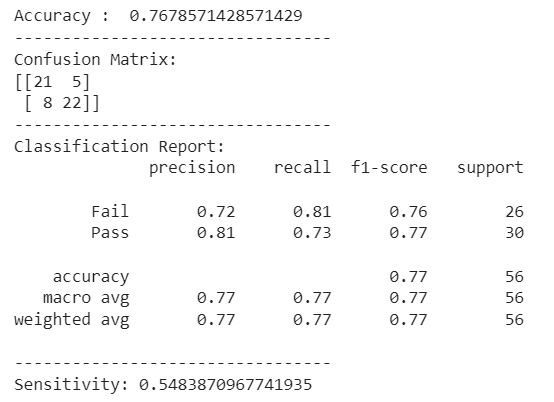 Accuracy :  0.7678571428571429
---------------------------------
Confusion Matrix:
[[21  5]
 [ 8 22]]
---------------------------------
Classification Report:
              precision    recall  f1-score   support

        Fail       0.72      0.81      0.76        26
        Pass       0.81      0.73      0.77        30

    accuracy                           0.77        56
   macro avg       0.77      0.77      0.77        56
weighted avg       0.77      0.77      0.77        56

---------------------------------
Sensitivity: 0.5483870967741935